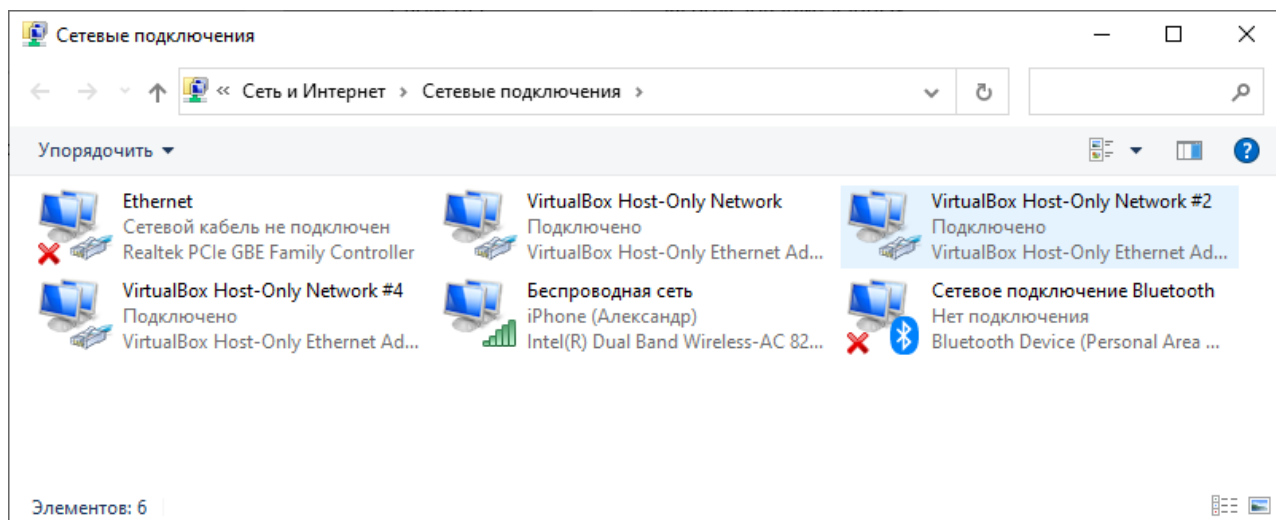 Сетевые подключения
« Сеть и Интернет › Сетевые подключения ›
Упорядочить
Ethernet
Сетевой кабель не подключен
Realtek PCIe GBE Family Controller
VirtualBox Host-Only Network
Подключено
VirtualBox Host-Only Ethernet Ad...
VirtualBox Host-Only Network #2
Подключено
VirtualBox Host-Only Ethernet Ad...
VirtualBox Host-Only Network #4
Подключено
VirtualBox Host-Only Ethernet Ad...
Беспроводная сеть
iPhone (Александр)
Intel(R) Dual Band Wireless-AC 82...
Сетевое подключение Bluetooth
Нет подключения
Bluetooth Device (Personal Area ...
Элементов: 6